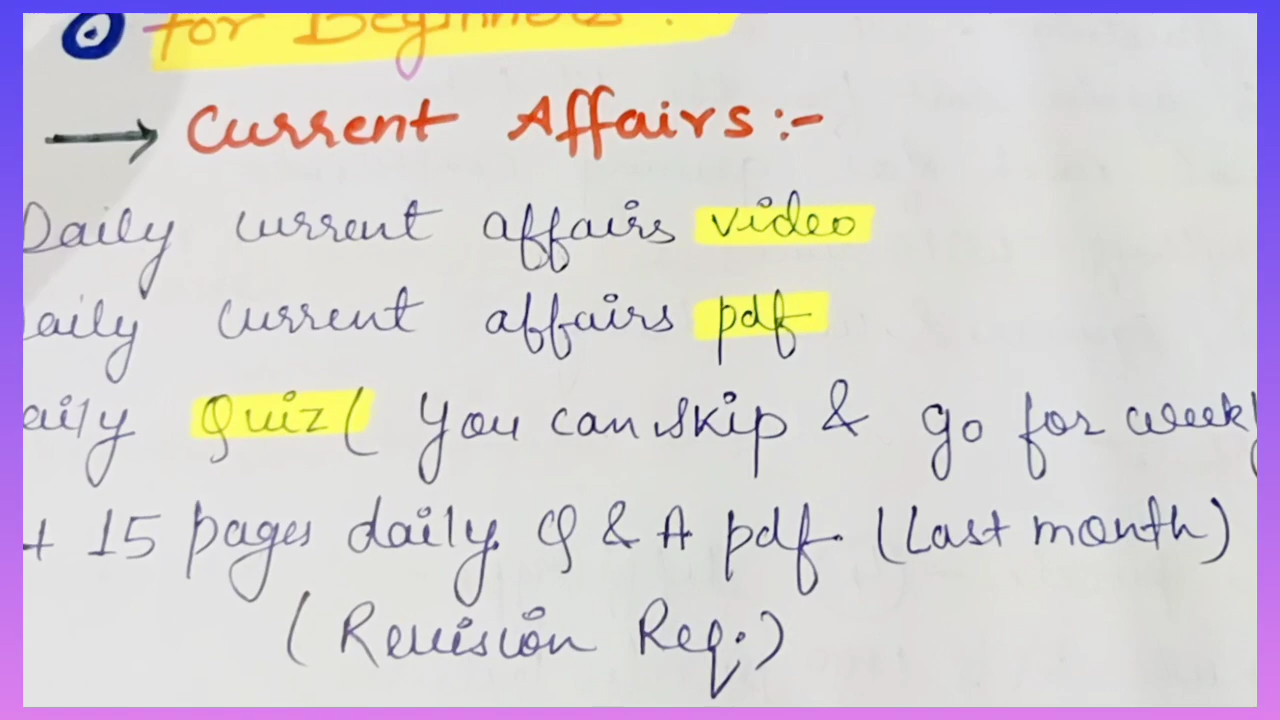 for Beginners :
→ Current Affairs :-
Daily current affairs video
aily current affairs pdf
aily Quiz ( You can skip & go for weekly
+ 15 pages daily Q & A pdf. (Last month)
( Revision Req. )